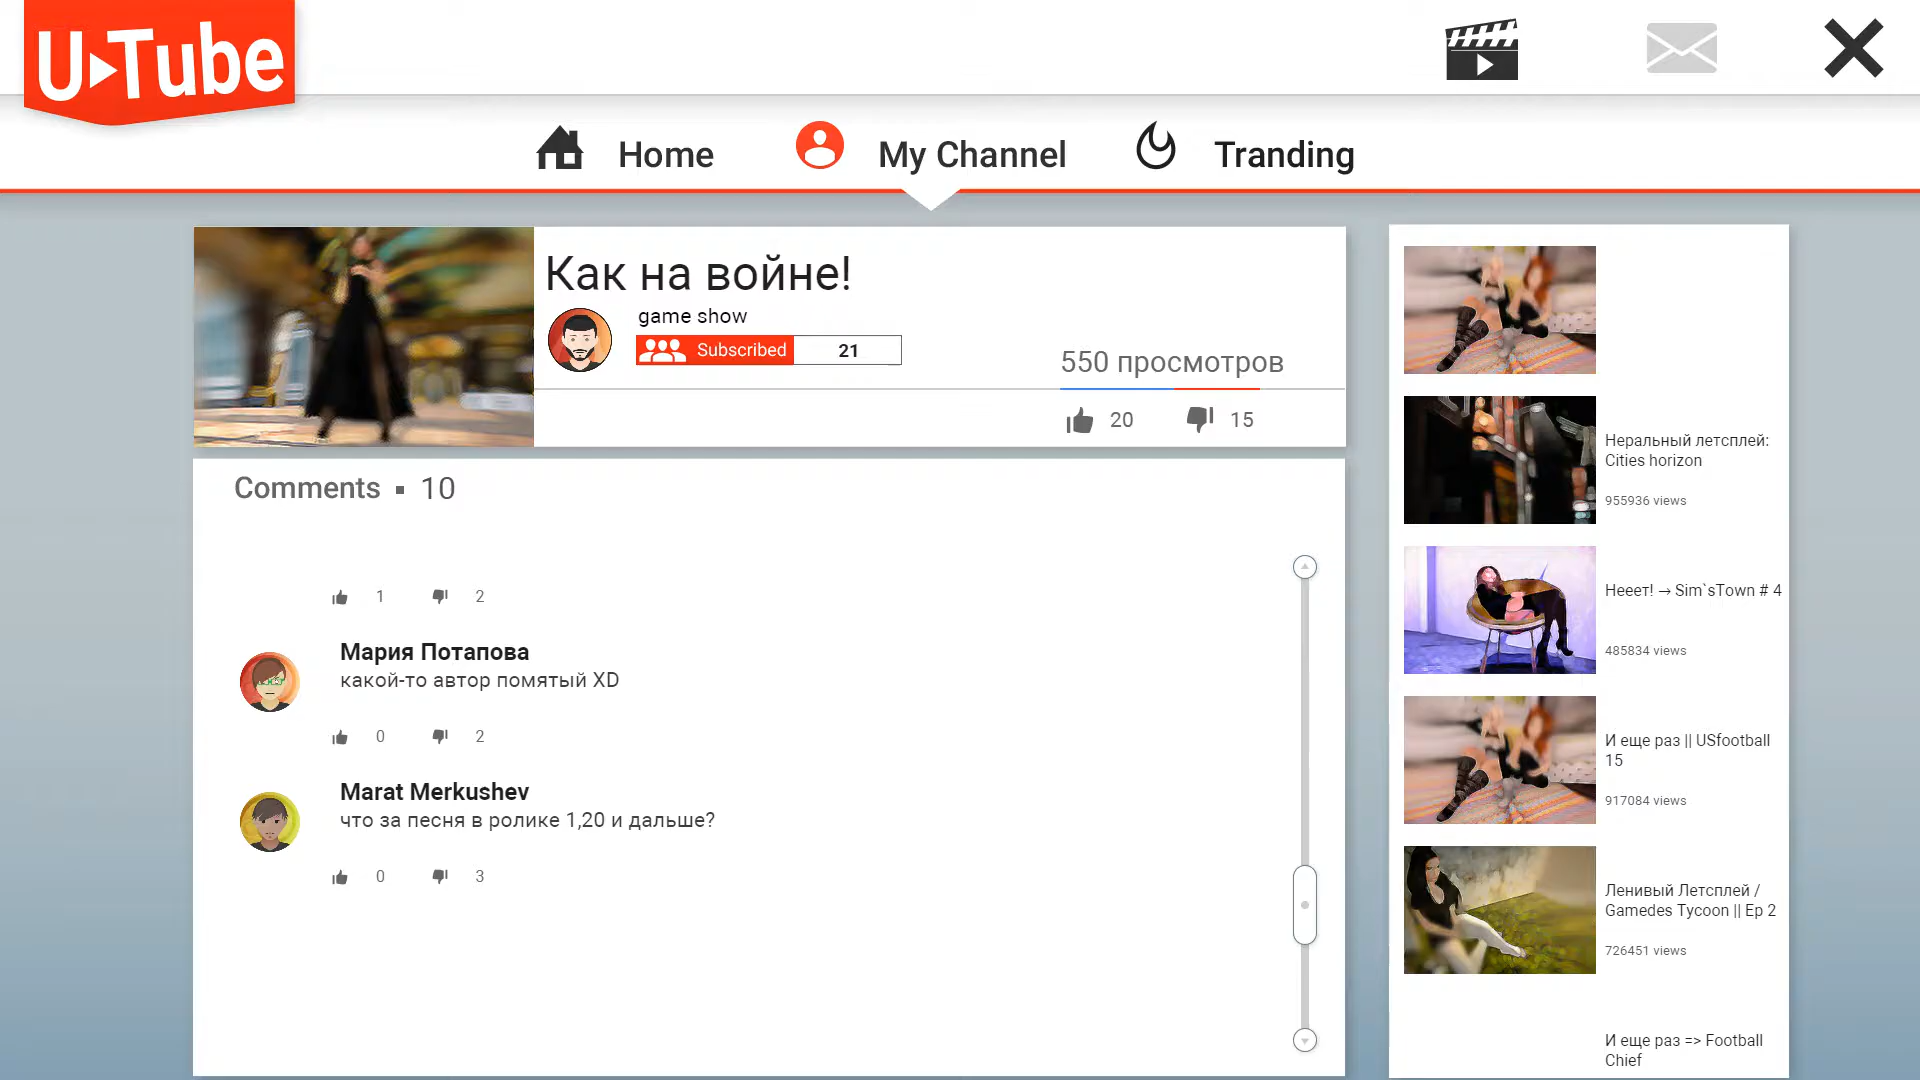 U Tube
Home
My Channel
Tranding
Как на войне!
game show
Subscribed
21
550 просмотров
20
15
Comments ▪ 10
1
2
Мария Потапова
какой-то автор помятый XD
0
2
Marat Merkushev
что за песня в ролике 1,20 и дальше?
0
3
Неральный летсплей:
Cities horizon
955936 views
Нееет! → Sim`sTown # 4
485834 views
И еще раз || USfootball
15
917084 views
Ленивый Летсплей /
Gamedes Tycoon || Ep 2
726451 views
И еще раз => Football
Chief